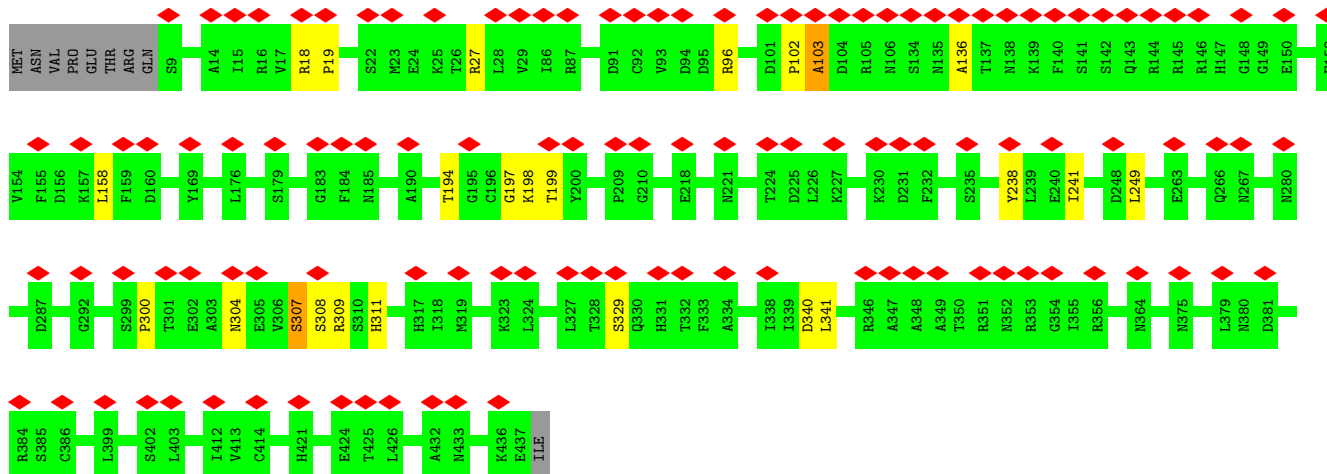 MET ASN VAL PRO GLU THR ARG GLN S9 A14 I15 R16 V17 R18 P19 S22 M23 E24 K25 T26 R27 L28 V29 I86 R87 D91 C92 V93 D94 D95 R96 D101 P102 A103 D104 R105 N106 S134 N135 A136 T137 N138 K139 F140 S141 S142 Q143 R144 R145 R146 H147 G148 G149 E150
V154 F155 D156 K157 L158 F159 D160 Y169 L176 S179 G183 F184 N185 A190 T194 G195 C196 G197 K198 T199 Y200 P209 G210 E218 N221 T224 D225 L226 K227 K230 D231 F232 S235 Y238 L239 E240 I241 D248 L249 E263 Q266 N267 N280
D287 G292 S299 P300 T301 E302 A303 N304 E305 V306 S307 S308 R309 S310 H311 H317 I318 M319 K323 L324 L327 T328 S329 Q330 H331 T332 F333 A334 I338 I339 D340 L341 R346 A347 A348 A349 T350 R351 N352 R353 G354 I355 R356 N364 N375 L379 N380 D381
R384 S385 C386 L399 S402 L403 I412 V413 C414 H421 E424 T425 L426 A432 N433 K436 E437 ILE